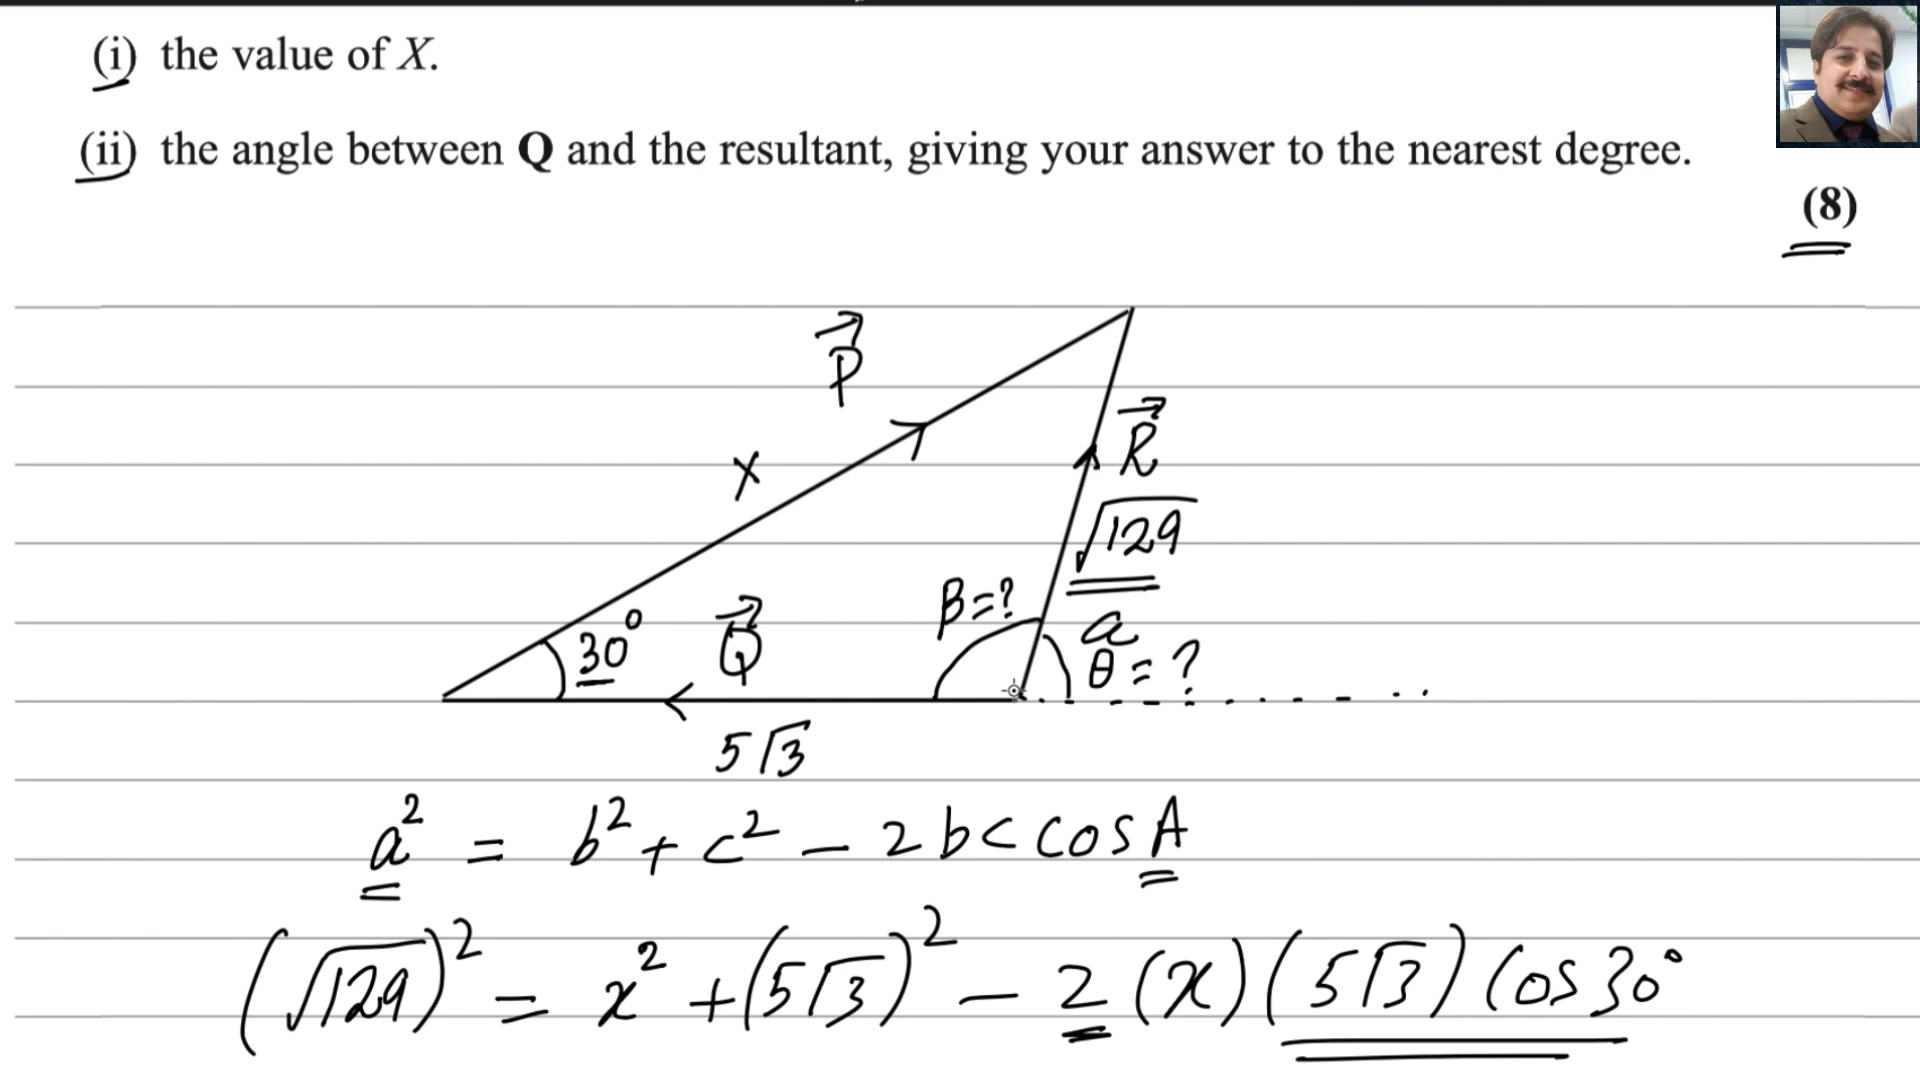 (i) the value of X.
(ii) the angle between Q and the resultant, giving your answer to the nearest degree.
(8)
P⃗
X
R⃗
√129
a
30°
Q⃗
β=?
θ=?
5√3
a² = b² + c² − 2bc cos A
(√129)² = x² + (5√3)² − 2(x)(5√3) Cos 30°